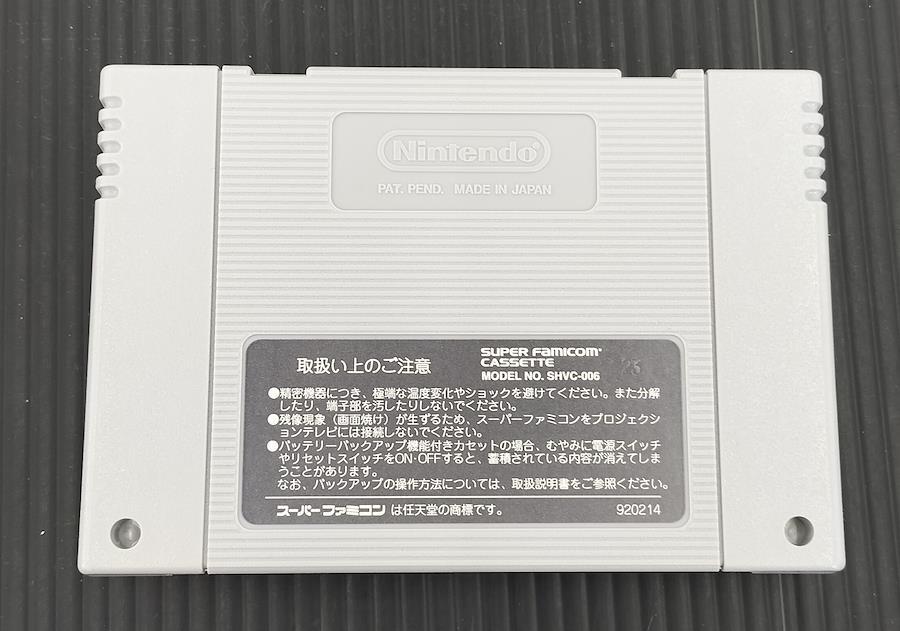 Nintendo®
PAT. PEND. MADE IN JAPAN
取扱い上のご注意
SUPER FAMICOM™
CASSETTE
MODEL NO. SHVC-006
●精密機器につき、極端な温度変化やショックを避けてください。また分解
したり、端子部を汚したりしないでください。
●残像現象（画面焼け）が生ずるため、スーパーファミコンをプロジェクシ
ョンテレビには接続しないでください。
●バッテリーバックアップ機能付きカセットの場合、むやみに電源スイッチ
やリセットスイッチをON・OFFすると、蓄積されている内容が消えてしま
うことがあります。
なお、バックアップの操作方法については、取扱説明書をご参照ください。
スーパーファミコンは任天堂の商標です。
920214